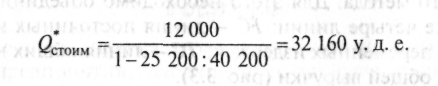 Q*стоим = 12 000 / (1–25 200 : 40 200) = 32 160 у. д. е.